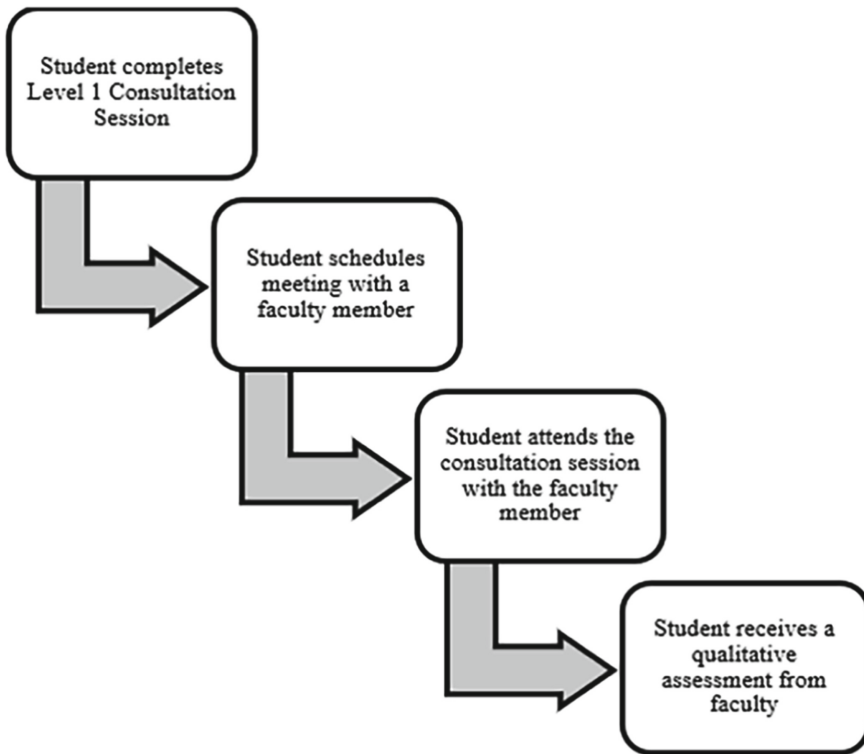 Student completes
Level 1 Consultation
Session
Student schedules
meeting with a
faculty member
Student attends the
consultation session
with the faculty
member
Student receives a
qualitative
assessment from
faculty